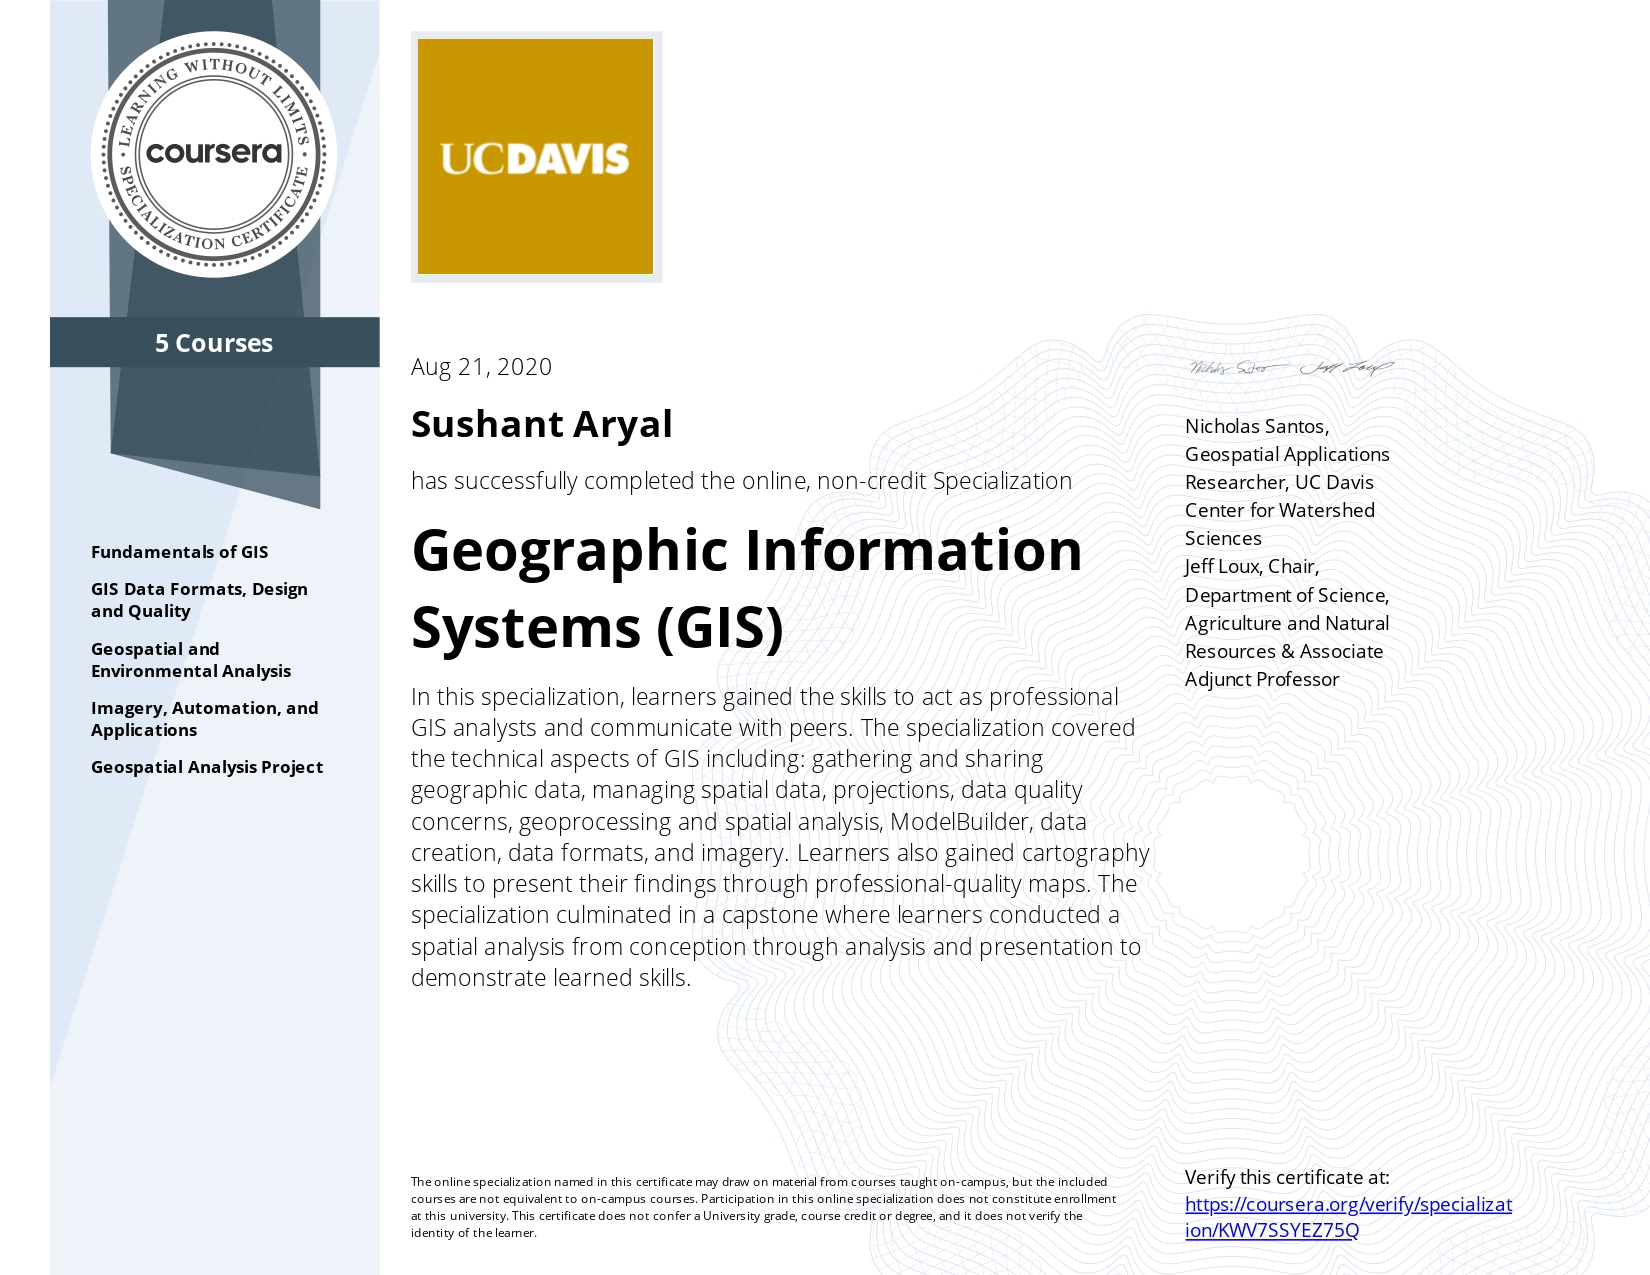 LEARNING WITHOUT LIMITS
coursera
SPECIALIZATION CERTIFICATE
UCDAVIS
5 Courses
Fundamentals of GIS
GIS Data Formats, Design
and Quality
Geospatial and
Environmental Analysis
Imagery, Automation, and
Applications
Geospatial Analysis Project
Aug 21, 2020
Sushant Aryal
has successfully completed the online, non-credit Specialization
Geographic Information
Systems (GIS)
In this specialization, learners gained the skills to act as professional
GIS analysts and communicate with peers. The specialization covered
the technical aspects of GIS including: gathering and sharing
geographic data, managing spatial data, projections, data quality
concerns, geoprocessing and spatial analysis, ModelBuilder, data
creation, data formats, and imagery. Learners also gained cartography
skills to present their findings through professional-quality maps. The
specialization culminated in a capstone where learners conducted a
spatial analysis from conception through analysis and presentation to
demonstrate learned skills.
Nicholas Santos,
Geospatial Applications
Researcher, UC Davis
Center for Watershed
Sciences
Jeff Loux, Chair,
Department of Science,
Agriculture and Natural
Resources & Associate
Adjunct Professor
The online specialization named in this certificate may draw on material from courses taught on-campus, but the included
courses are not equivalent to on-campus courses. Participation in this online specialization does not constitute enrollment
at this university. This certificate does not confer a University grade, course credit or degree, and it does not verify the
identity of the learner.
Verify this certificate at:
https://coursera.org/verify/specializat
ion/KWV7SSYEZ75Q